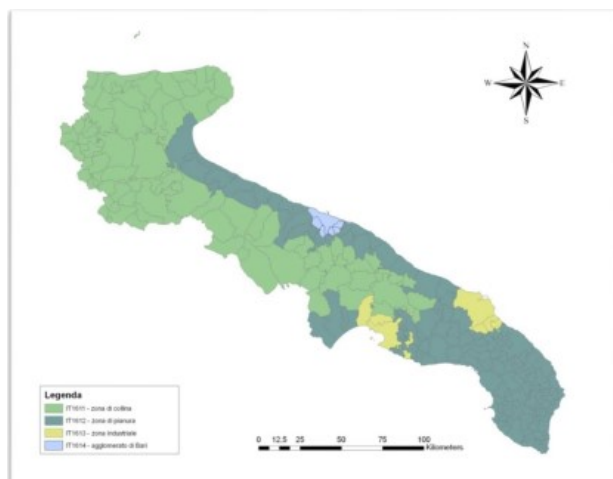 N
W E
S
Legenda
IT1611 - zona di collina
IT1612 - zona di pianura
IT1613 - zona industriale
IT1614 - agglomerato di Bari
0 12.5 25 50 75 100
Kilometers